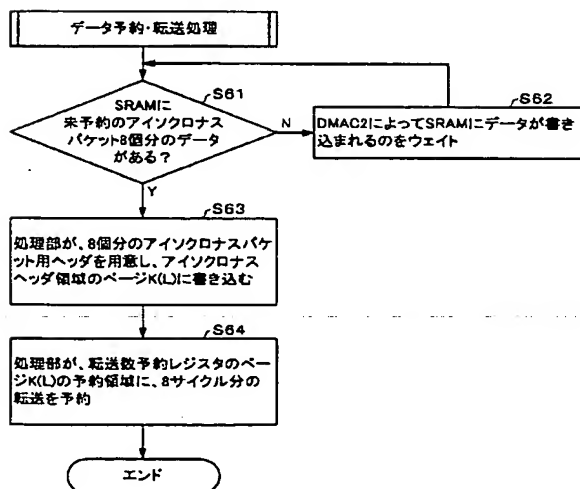 データ予約・転送処理
S61
SRAMに
未予約のアイソクロナス
パケット8個分のデータ
がある？
N
Y
S62
DMAC2によってSRAMにデータが書き
込まれるのをウェイト
S63
処理部が、8個分のアイソクロナスパケ
ット用ヘッダを用意し、アイソクロナス
ヘッダ領域のページK(L)に書き込む
S64
処理部が、転送数予約レジスタのペー
ジK(L)の予約領域に、8サイクル分の
転送を予約
エンド